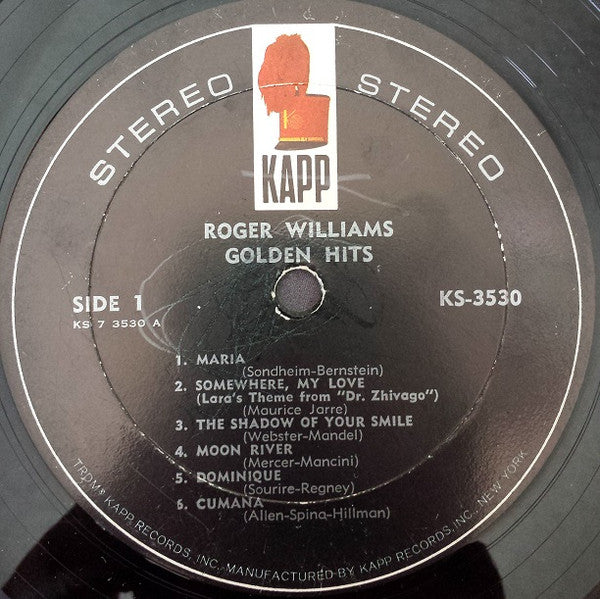 STEREO STEREO
KAPP
ROGER WILLIAMS
GOLDEN HITS
SIDE 1
KS 7 3530 A
KS-3530
1. MARIA
(Sondheim-Bernstein)
2. SOMEWHERE, MY LOVE
(Lara's Theme from "Dr. Zhivago")
(Maurice Jarre)
3. THE SHADOW OF YOUR SMILE
(Webster-Mandel)
4. MOON RIVER
(Mercer-Mancini)
5. DOMINIQUE
(Sourire-Regney)
6. CUMANA
(Allen-Spina-Hillman)
TRDM® KAPP RECORDS, INC. MANUFACTURED BY KAPP RECORDS, INC., NEW YORK